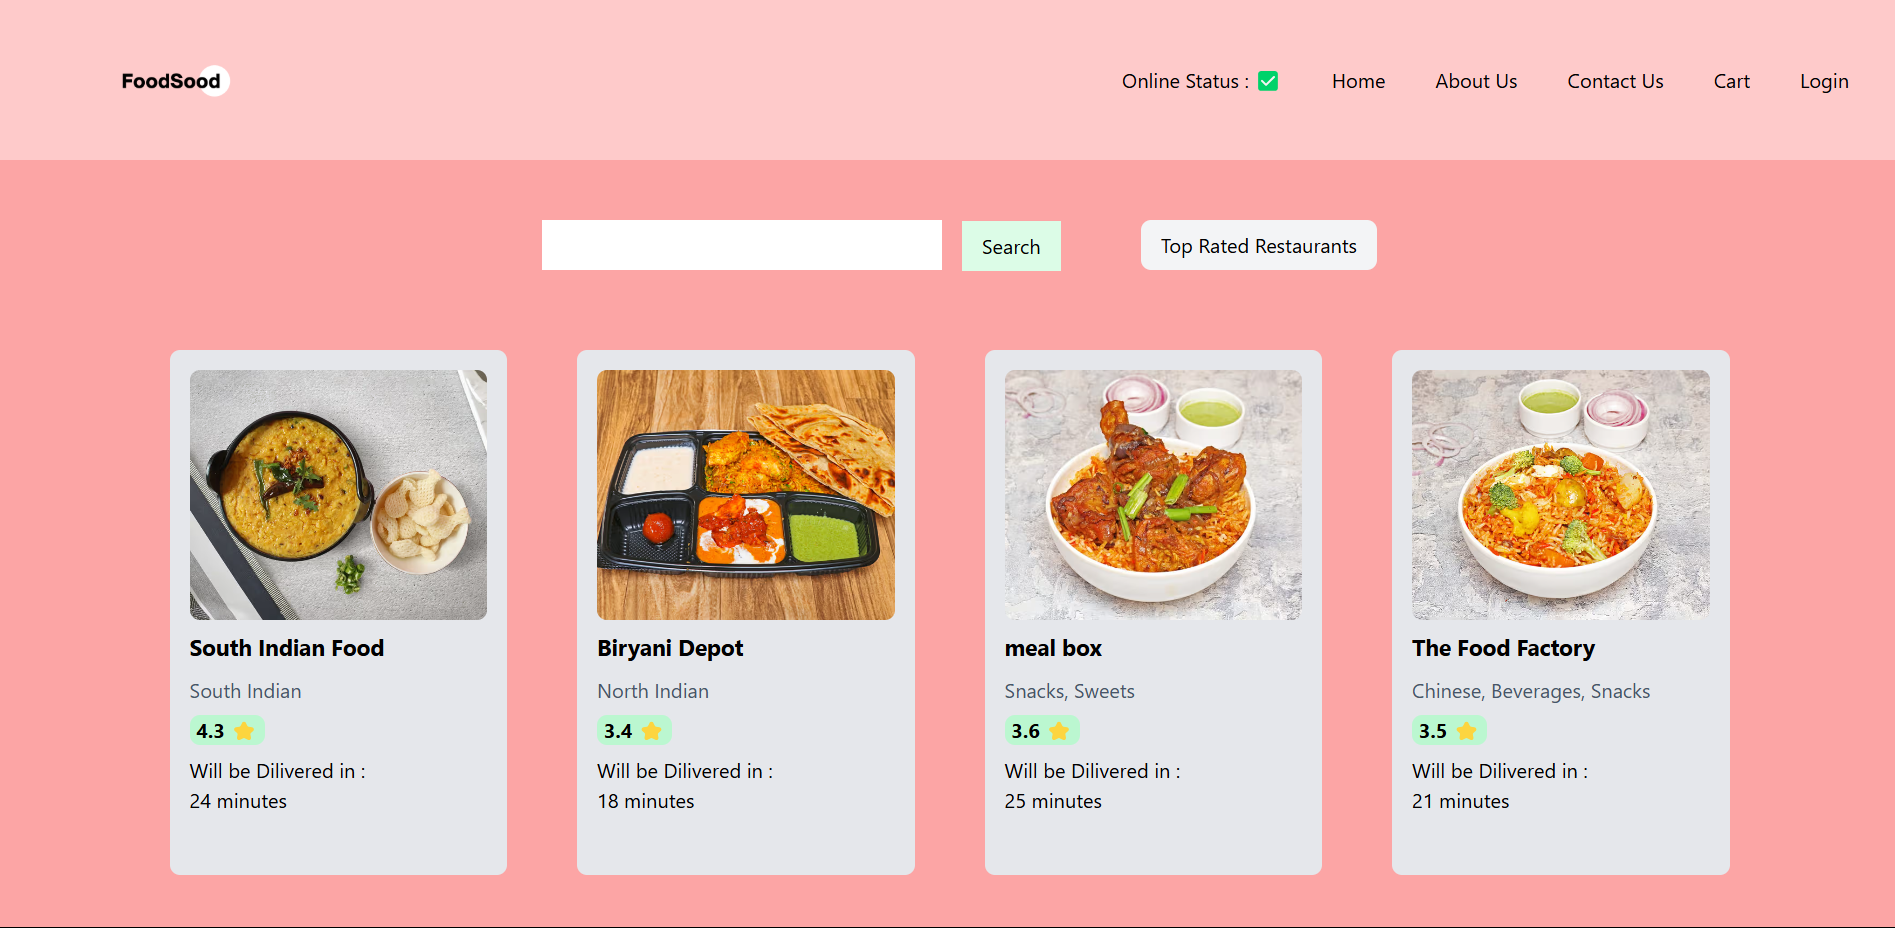 FoodSood
Online Status : ✅ Home About Us Contact Us Cart Login
Search
Top Rated Restaurants
South Indian Food
South Indian
4.3 ⭐
Will be Dilivered in :
24 minutes
Biryani Depot
North Indian
3.4 ⭐
Will be Dilivered in :
18 minutes
meal box
Snacks, Sweets
3.6 ⭐
Will be Dilivered in :
25 minutes
The Food Factory
Chinese, Beverages, Snacks
3.5 ⭐
Will be Dilivered in :
21 minutes